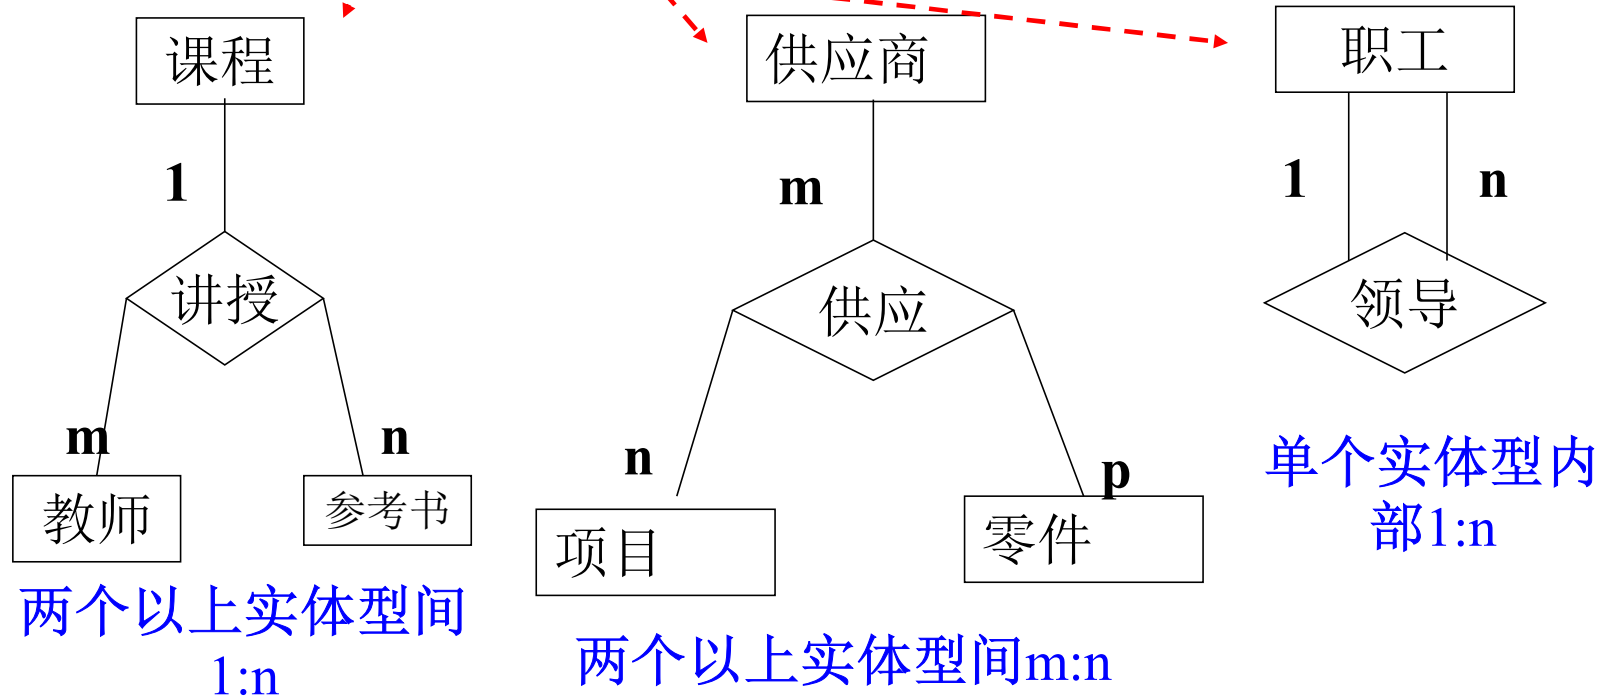 课程
1
讲授
m
n
教师
参考书
两个以上实体型间
1:n
供应商
m
供应
n
p
项目
零件
两个以上实体型间m:n
职工
1
n
领导
单个实体型内
部1:n